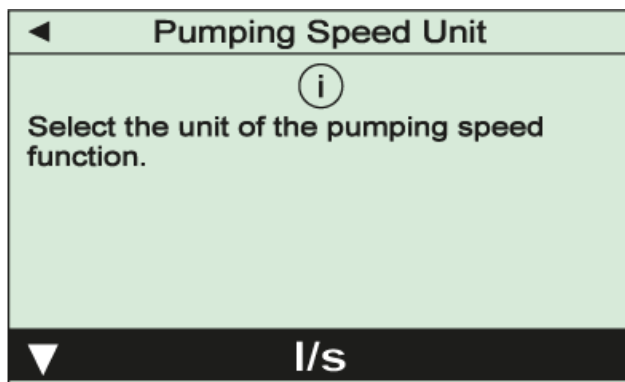 Pumping Speed Unit
i
Select the unit of the pumping speed
function.
l/s